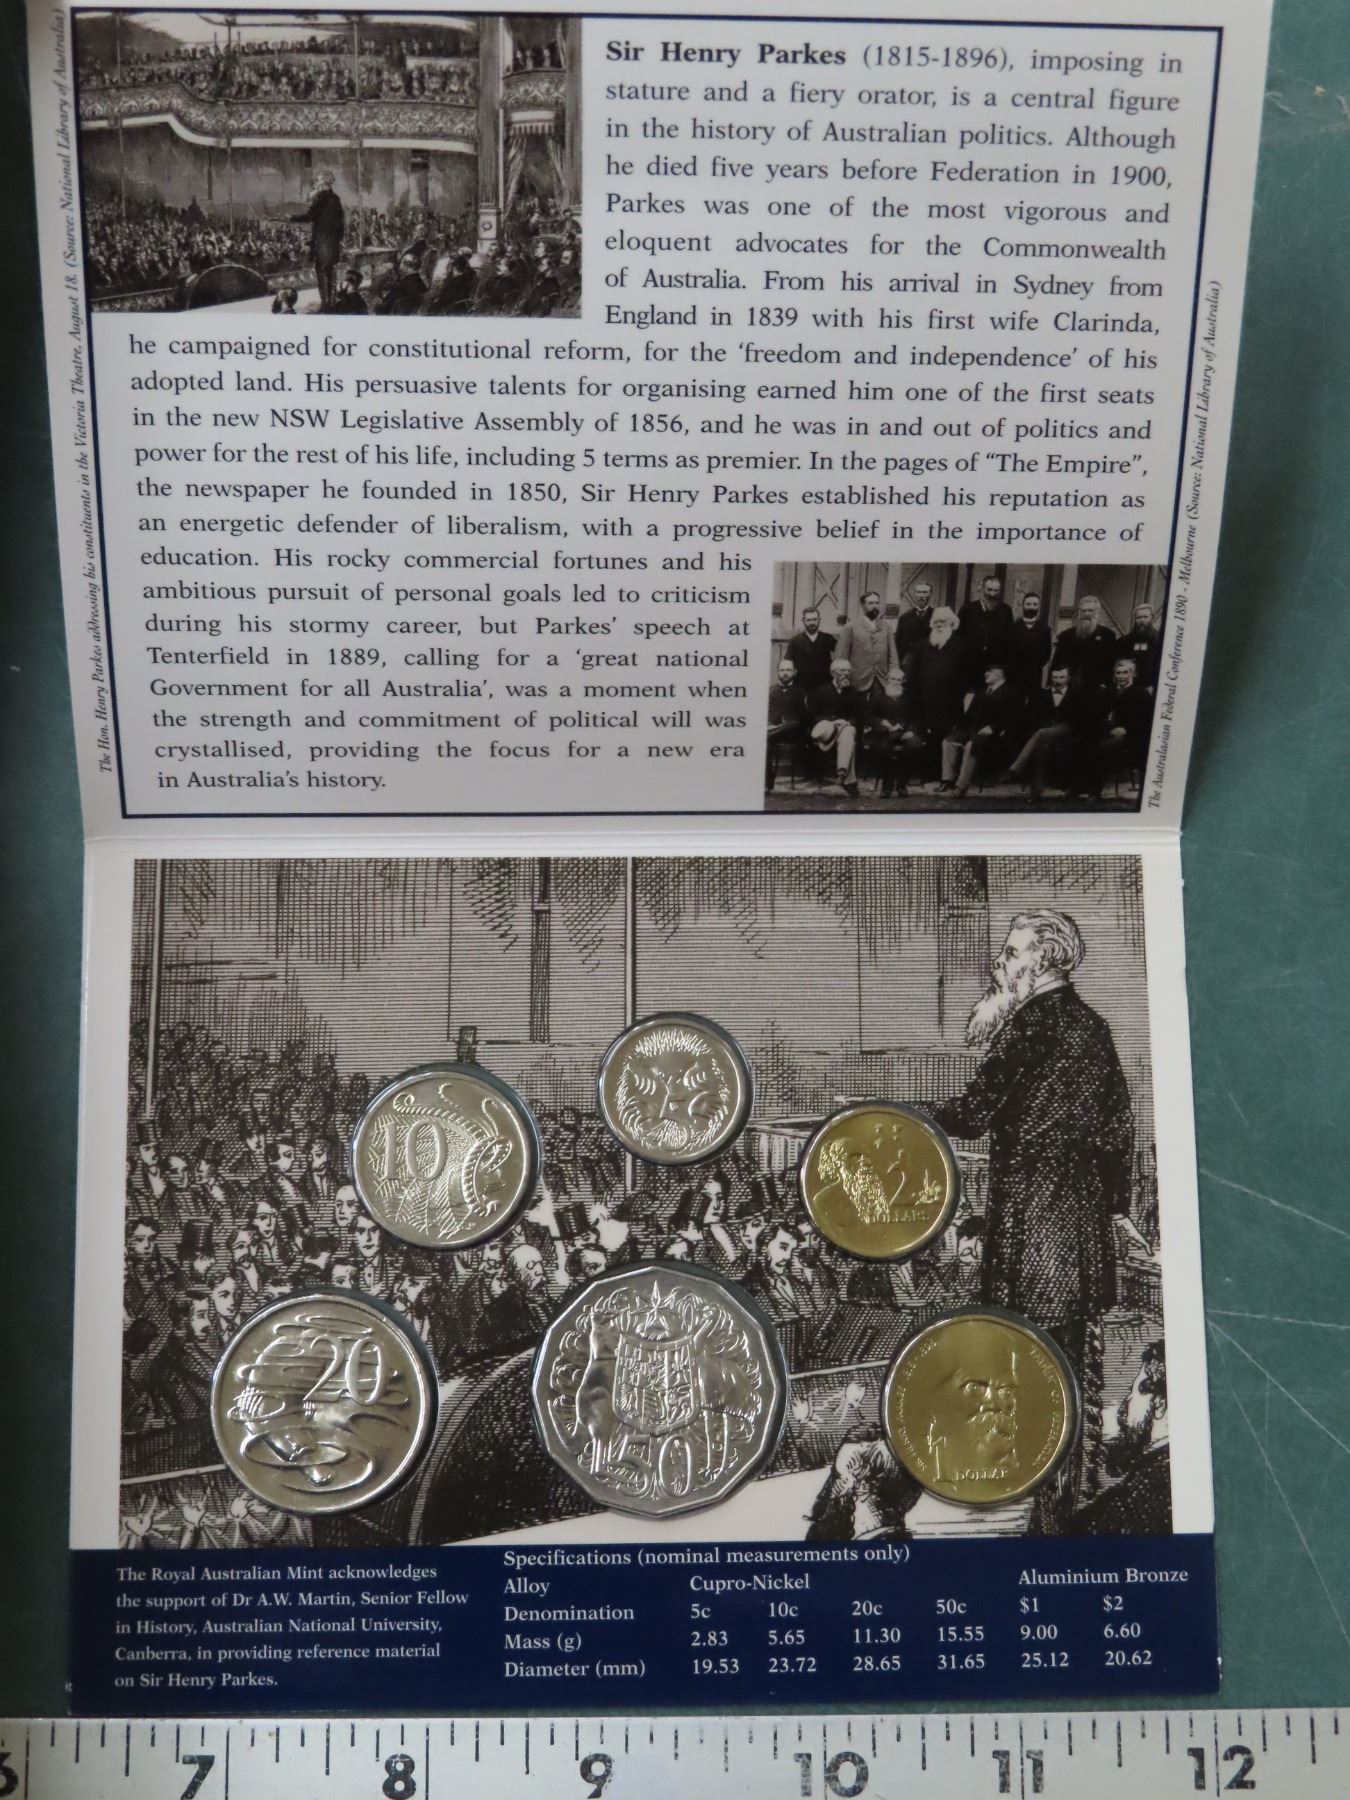 The Hon. Henry Parkes addressing his constituents in the Victoria Theatre, August 18. (Source: National Library of Australia)
Sir Henry Parkes (1815-1896), imposing in
stature and a fiery orator, is a central figure
in the history of Australian politics. Although
he died five years before Federation in 1900,
Parkes was one of the most vigorous and
eloquent advocates for the Commonwealth
of Australia. From his arrival in Sydney from
England in 1839 with his first wife Clarinda,
he campaigned for constitutional reform, for the ‘freedom and independence’ of his
adopted land. His persuasive talents for organising earned him one of the first seats
in the new NSW Legislative Assembly of 1856, and he was in and out of politics and
power for the rest of his life, including 5 terms as premier. In the pages of “The Empire”,
the newspaper he founded in 1850, Sir Henry Parkes established his reputation as
an energetic defender of liberalism, with a progressive belief in the importance of
education. His rocky commercial fortunes and his
ambitious pursuit of personal goals led to criticism
during his stormy career, but Parkes’ speech at
Tenterfield in 1889, calling for a ‘great national
Government for all Australia’, was a moment when
the strength and commitment of political will was
crystallised, providing the focus for a new era
in Australia’s history.
The Australasian Federal Conference 1890 - Melbourne (Source: National Library of Australia)
10
2
DOLLARS
20
50
SIR HENRY PARKES 1815-1896
FATHER OF FEDERATION
1
DOLLAR
The Royal Australian Mint acknowledges
the support of Dr A.W. Martin, Senior Fellow
in History, Australian National University,
Canberra, in providing reference material
on Sir Henry Parkes.
Specifications (nominal measurements only)
Alloy Cupro-Nickel Aluminium Bronze
Denomination 5c 10c 20c 50c $1 $2
Mass (g) 2.83 5.65 11.30 15.55 9.00 6.60
Diameter (mm) 19.53 23.72 28.65 31.65 25.12 20.62
6 7 8 9 10 11 12